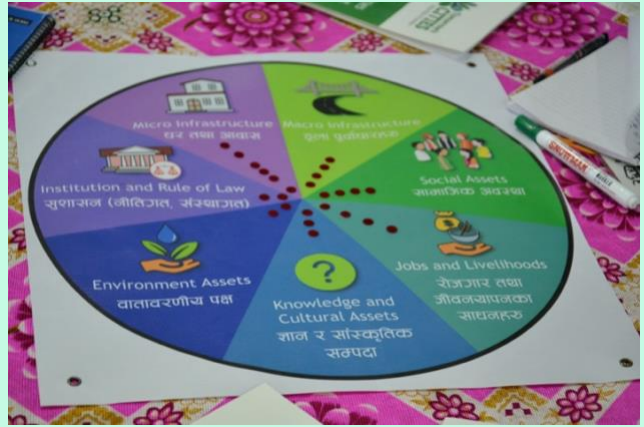 Micro Infrastructure
घर तथा आवास
Macro Infrastructure
ठूला पूर्वाधारहरु
Social Assets
सामाजिक अवस्था
Institution and Rule of Law
सुशासन (नीतिगत, संस्थागत)
Jobs and Livelihoods
रोजगार तथा
जीवनयापनका
साधनहरु
Environment Assets
वातावरणीय पक्ष
?
Knowledge and
Cultural Assets
ज्ञान र सांस्कृतिक
सम्पदा
SNOWMAN